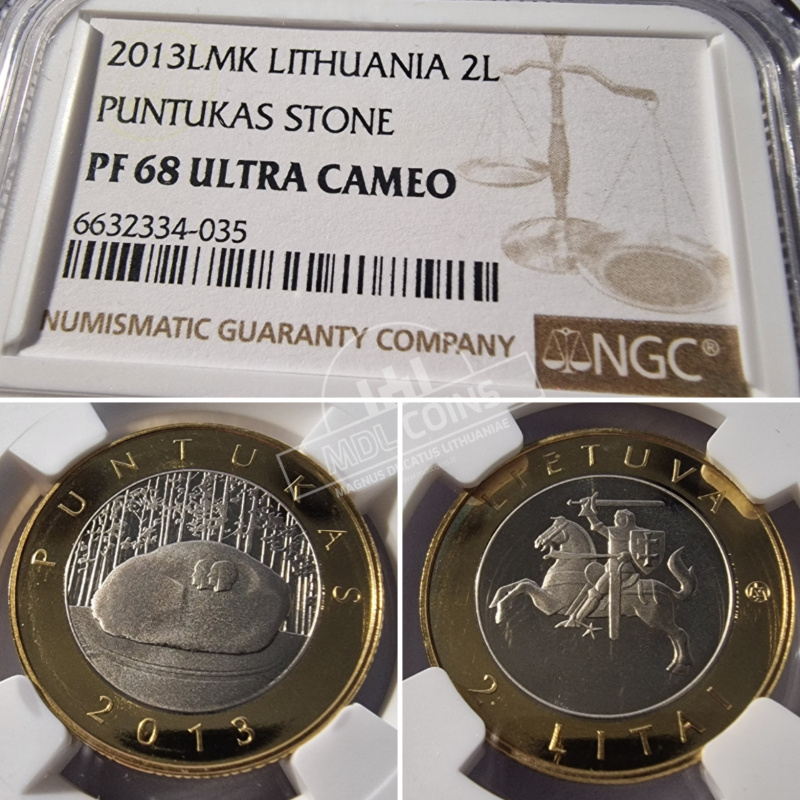 2013LMK LITHUANIA 2L
PUNTUKAS STONE
PF 68 ULTRA CAMEO
6632334-035
NUMISMATIC GUARANTY COMPANY
NGC®
MDL COINS
MAGNUS DUCATUS LITHUANIAE
PUNTUKAS
2013
LIETUVA
2 LITAI